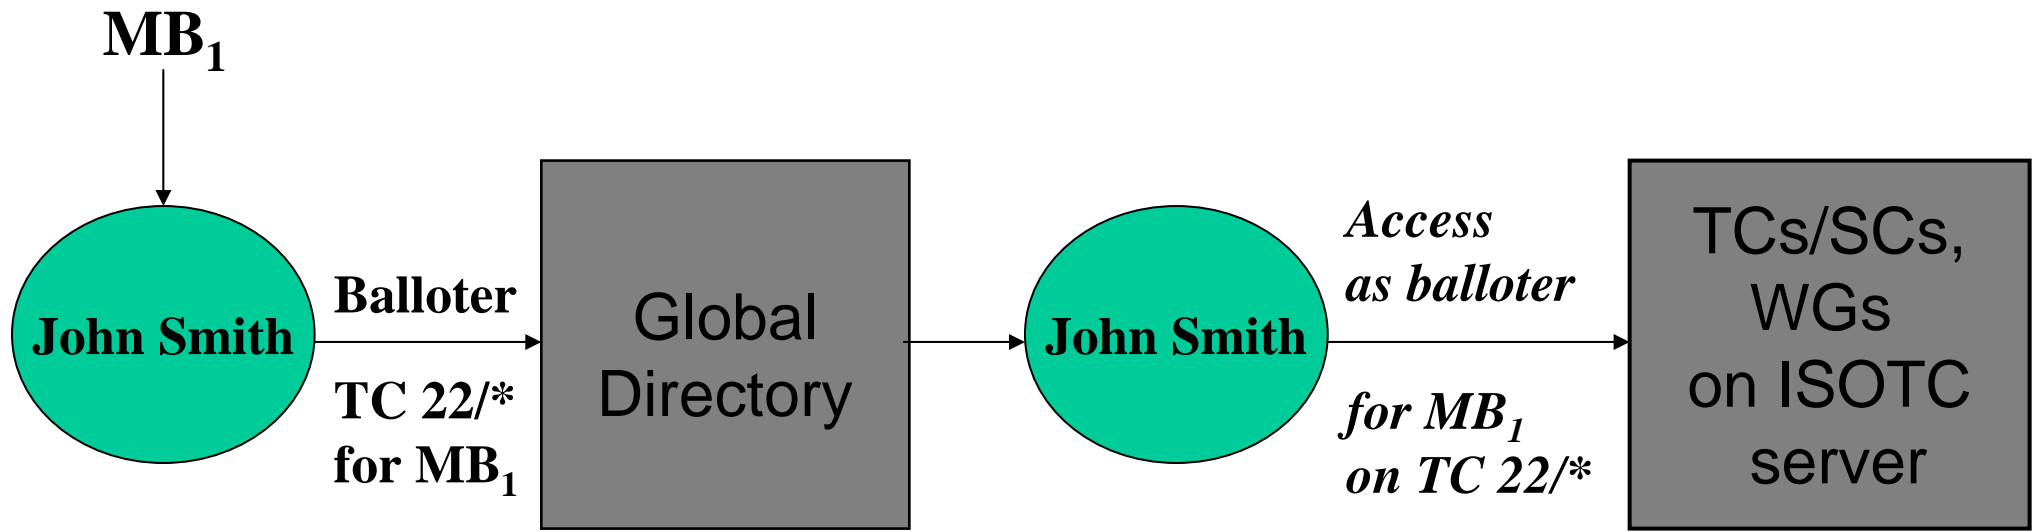 MB₁
John Smith
Balloter
TC 22/*
for MB₁
Global
Directory
John Smith
Access
as balloter
for MB₁
on TC 22/*
TCs/SCs,
WGs
on ISOTC
server